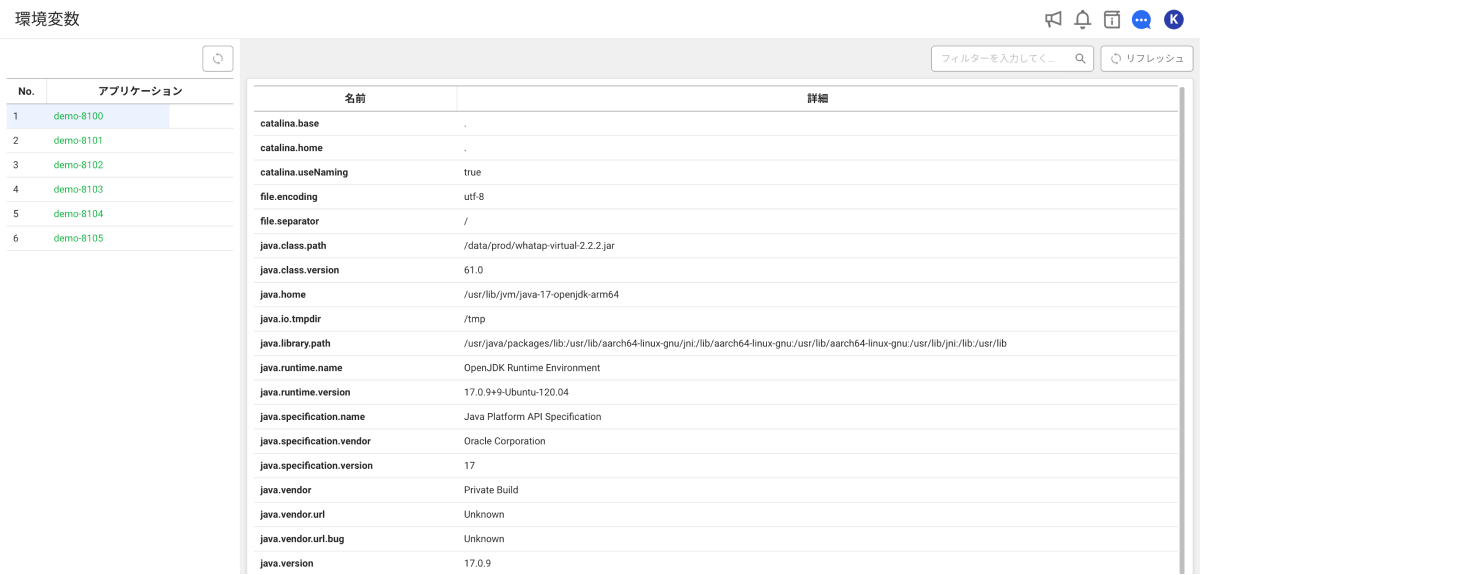 環境変数
K
フィルターを入力してく...
リフレッシュ
No. アプリケーション
1 demo-8100
2 demo-8101
3 demo-8102
4 demo-8103
5 demo-8104
6 demo-8105
名前 詳細
catalina.base .
catalina.home .
catalina.useNaming true
file.encoding utf-8
file.separator /
java.class.path /data/prod/whatap-virtual-2.2.2.jar
java.class.version 61.0
java.home /usr/lib/jvm/java-17-openjdk-arm64
java.io.tmpdir /tmp
java.library.path /usr/java/packages/lib:/usr/lib/aarch64-linux-gnu/jni:/lib/aarch64-linux-gnu:/usr/lib/aarch64-linux-gnu:/usr/lib/jni:/lib:/usr/lib
java.runtime.name OpenJDK Runtime Environment
java.runtime.version 17.0.9+9-Ubuntu-120.04
java.specification.name Java Platform API Specification
java.specification.vendor Oracle Corporation
java.specification.version 17
java.vendor Private Build
java.vendor.url Unknown
java.vendor.url.bug Unknown
java.version 17.0.9